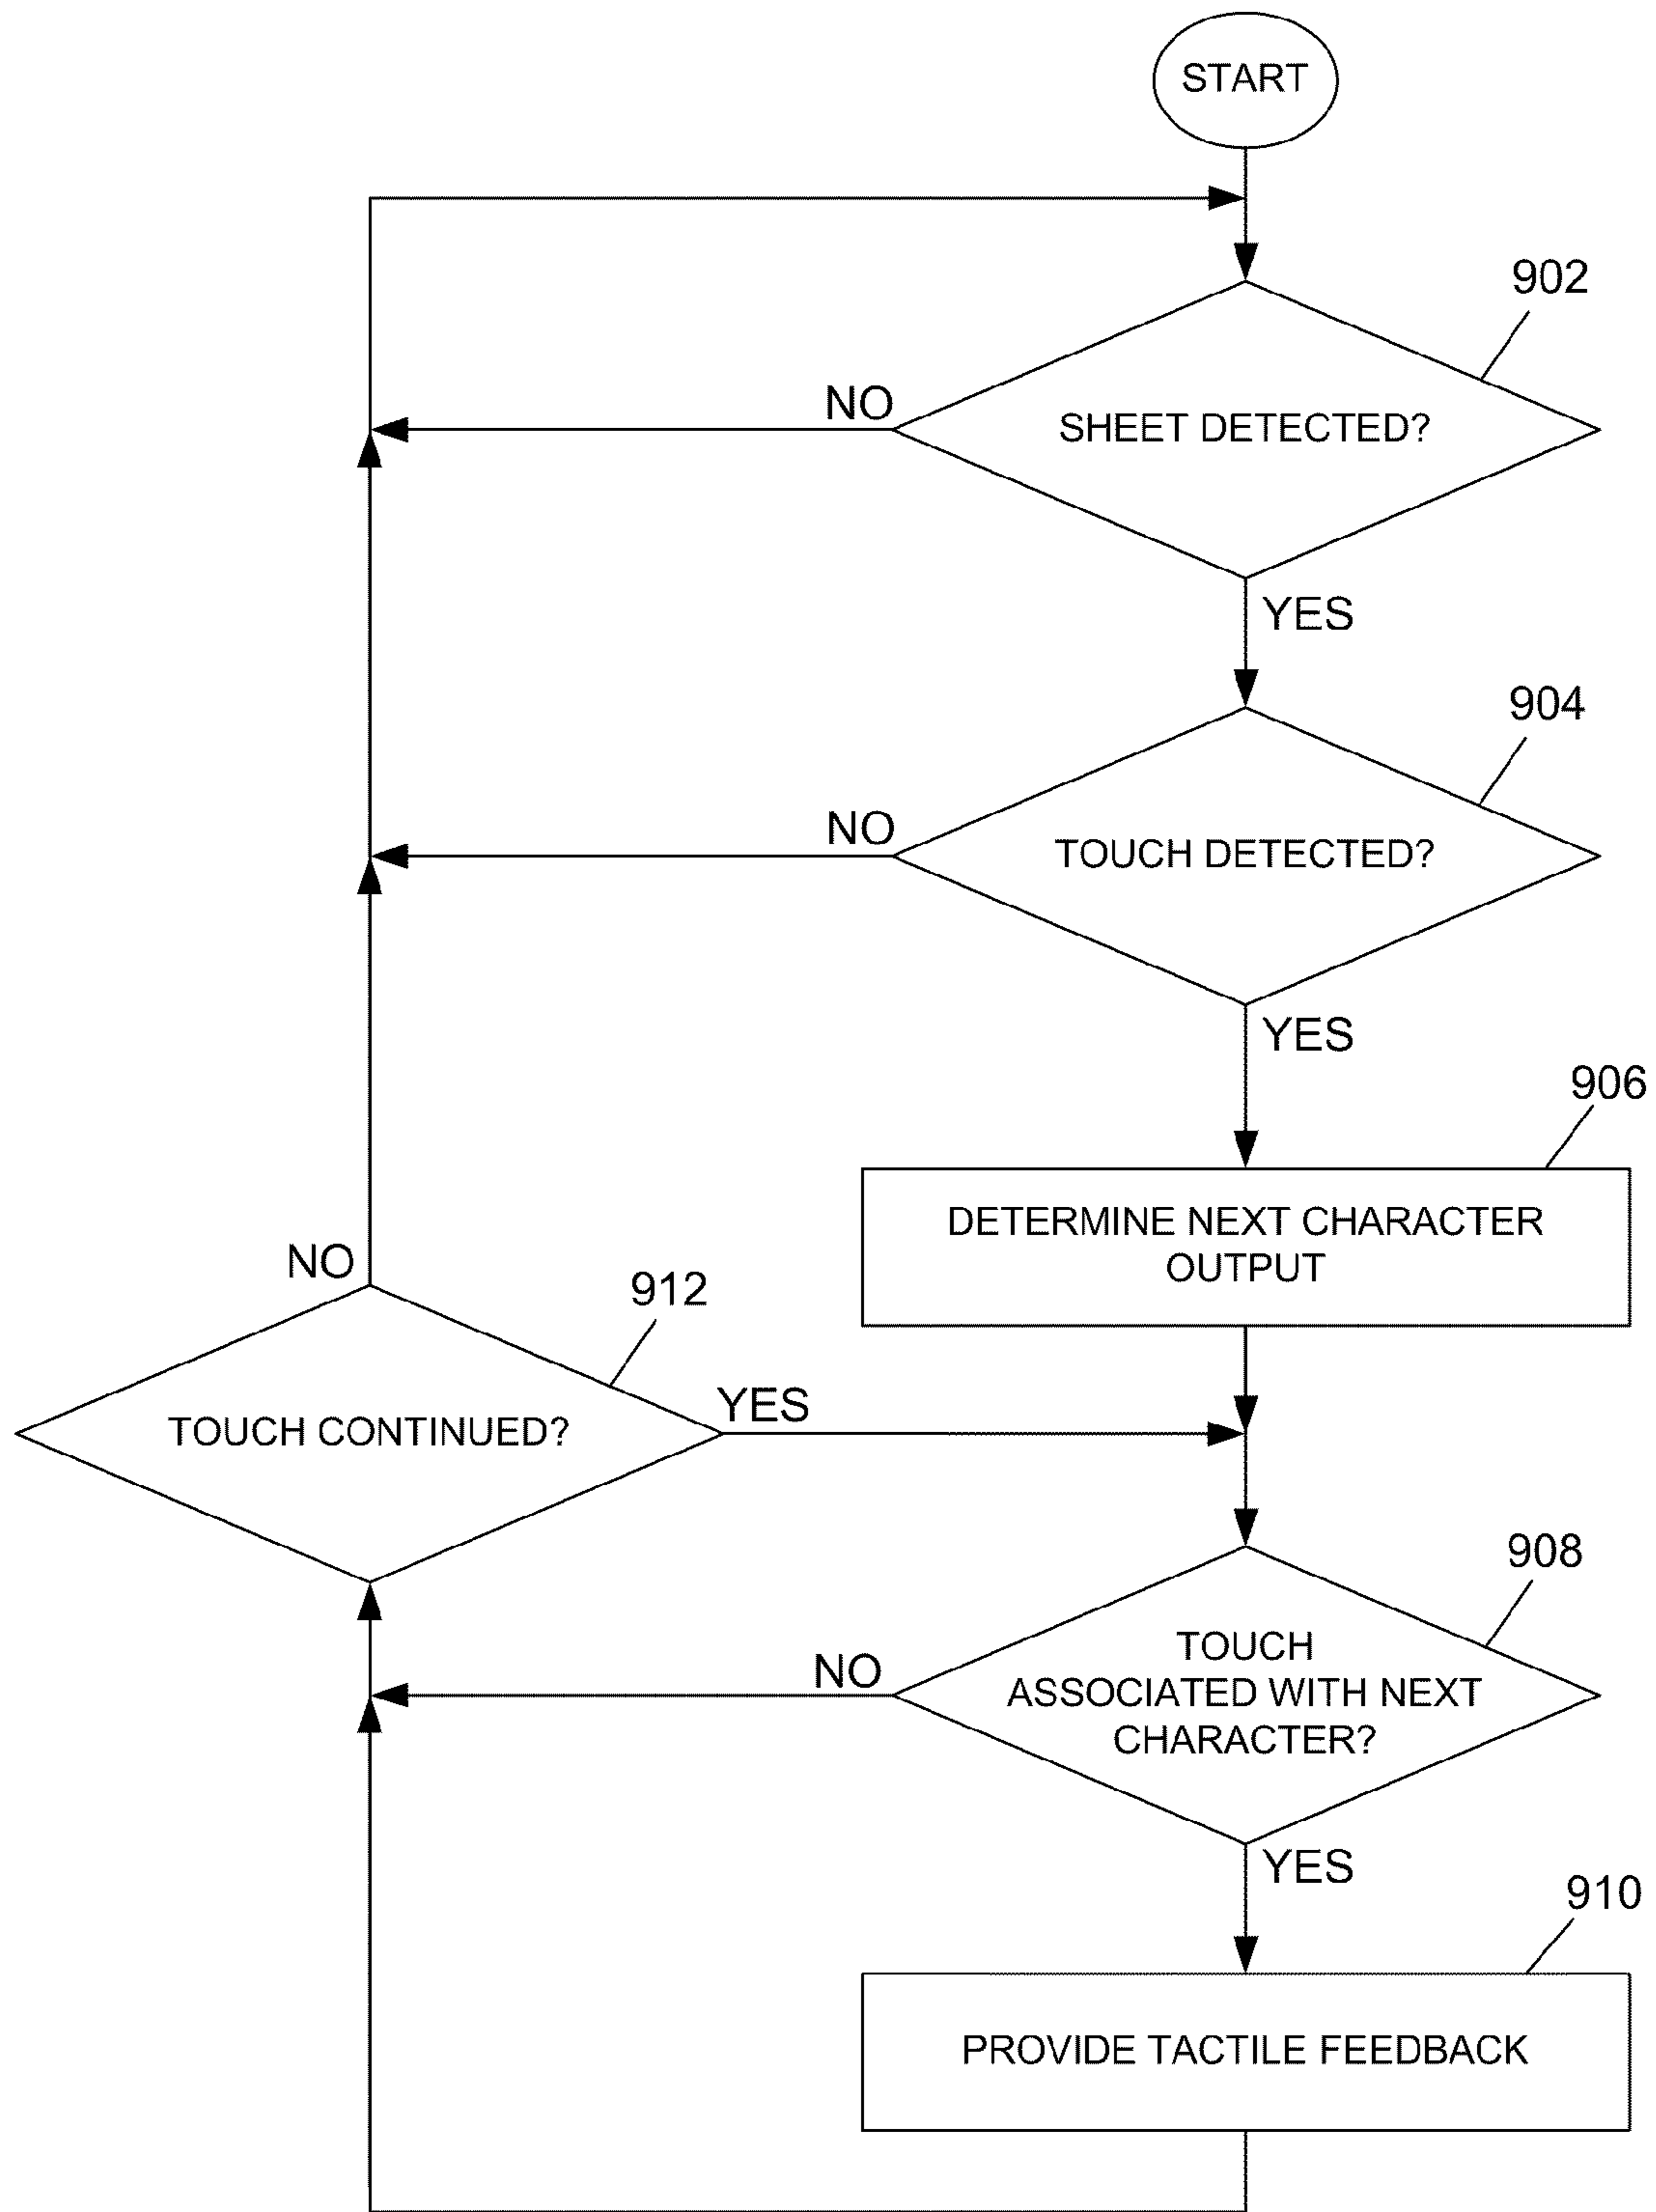 START
902
NO
SHEET DETECTED?
YES
904
NO
TOUCH DETECTED?
YES
906
DETERMINE NEXT CHARACTER
OUTPUT
NO
912
YES
TOUCH CONTINUED?
908
NO
TOUCH
ASSOCIATED WITH NEXT
CHARACTER?
YES
910
PROVIDE TACTILE FEEDBACK